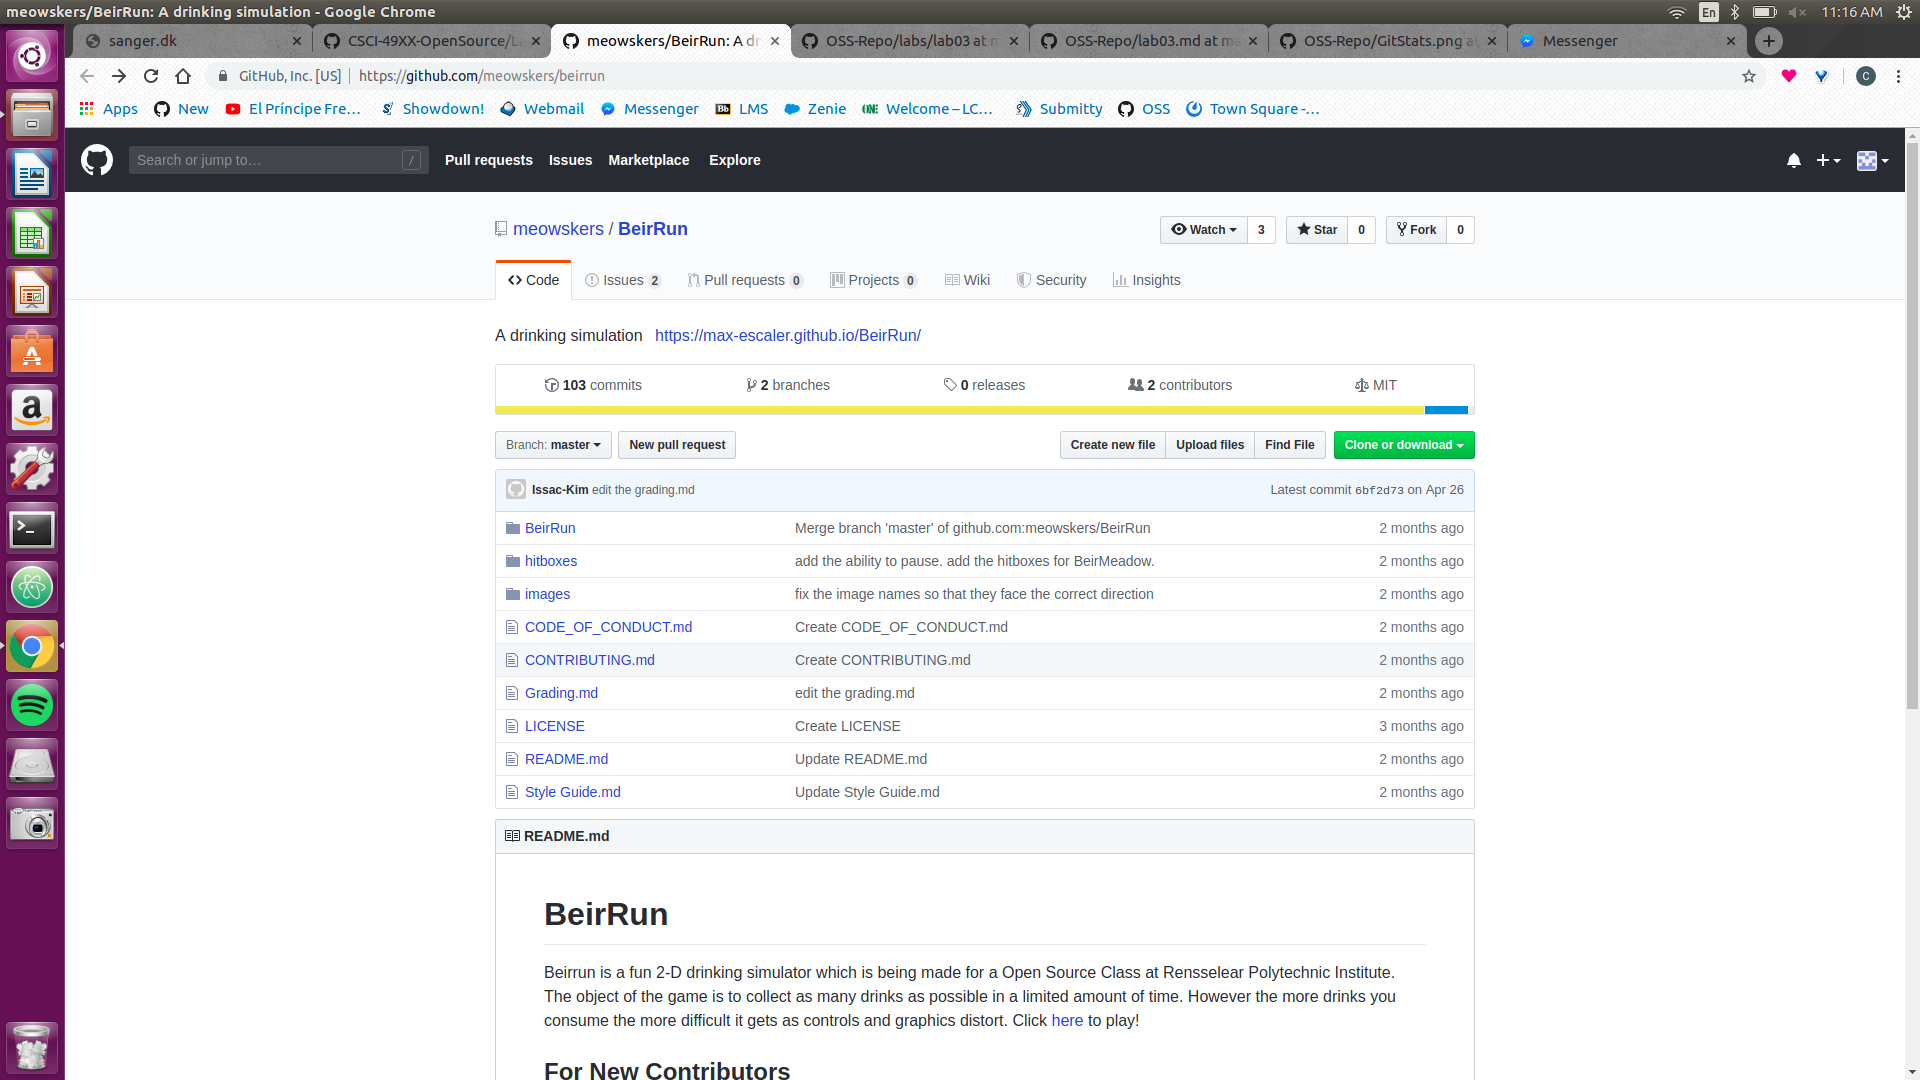 meowskers/BeirRun: A drinking simulation - Google Chrome
En
11:16 AM
sanger.dk
CSCI-49XX-OpenSource/
meowskers/BeirRun: A dr
OSS-Repo/labs/lab03 at m
OSS-Repo/lab03.md at ma
OSS-Repo/GitStats.png at
Messenger
GitHub, Inc. [US]
https://github.com/meowskers/beirrun
C
Apps
New
El Príncipe Fre…
Showdown!
Webmail
Messenger
Bb
LMS
Zenie
Welcome – LC…
Submitty
OSS
Town Square -…
Search or jump to…
/
Pull requests
Issues
Marketplace
Explore
meowskers / BeirRun
Watch
3
Star
0
Fork
0
Code
Issues 2
Pull requests 0
Projects 0
Wiki
Security
Insights
A drinking simulation https://max-escaler.github.io/BeirRun/
103 commits
2 branches
0 releases
2 contributors
MIT
Branch: master
New pull request
Create new file
Upload files
Find File
Clone or download
Issac-Kim edit the grading.md
Latest commit 6bf2d73 on Apr 26
BeirRun
Merge branch 'master' of github.com:meowskers/BeirRun
2 months ago
hitboxes
add the ability to pause. add the hitboxes for BeirMeadow.
2 months ago
images
fix the image names so that they face the correct direction
2 months ago
CODE_OF_CONDUCT.md
Create CODE_OF_CONDUCT.md
2 months ago
CONTRIBUTING.md
Create CONTRIBUTING.md
2 months ago
Grading.md
edit the grading.md
2 months ago
LICENSE
Create LICENSE
3 months ago
README.md
Update README.md
2 months ago
Style Guide.md
Update Style Guide.md
2 months ago
README.md
BeirRun
Beirrun is a fun 2-D drinking simulator which is being made for a Open Source Class at Rensselear Polytechnic Institute.
The object of the game is to collect as many drinks as possible in a limited amount of time. However the more drinks you
consume the more difficult it gets as controls and graphics distort. Click here to play!
For New Contributors